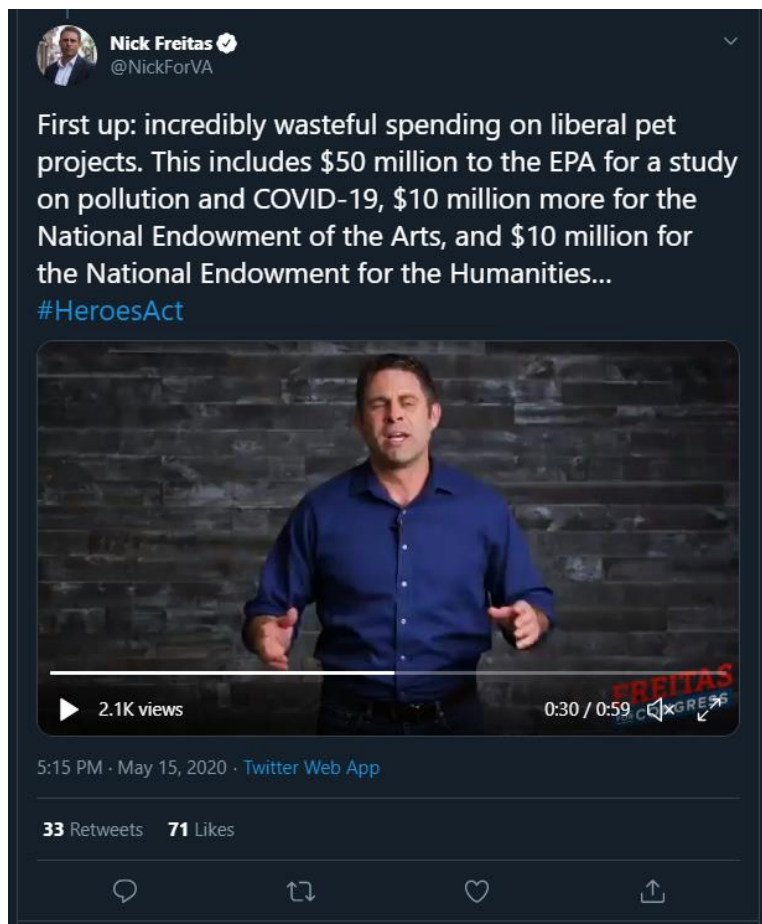 Nick Freitas
@NickForVA
First up: incredibly wasteful spending on liberal pet
projects. This includes $50 million to the EPA for a study
on pollution and COVID-19, $10 million more for the
National Endowment of the Arts, and $10 million for
the National Endowment for the Humanities...
#HeroesAct
FREITAS
FOR CONGRESS
2.1K views
0:30 / 0:59
5:15 PM · May 15, 2020 · Twitter Web App
33 Retweets 71 Likes